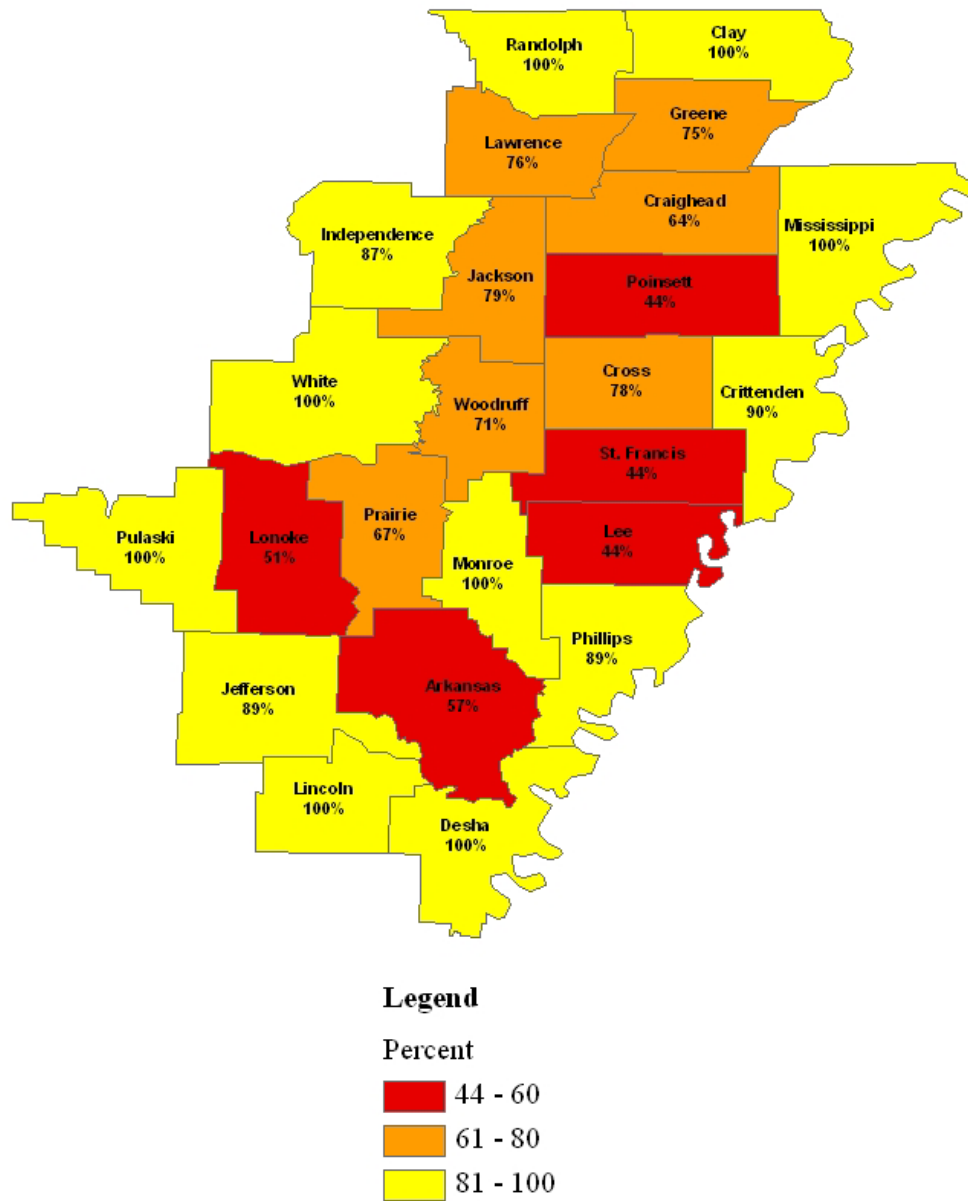 Randolph
100%
Clay
100%
Greene
75%
Lawrence
76%
Craighead
64%
Mississippi
100%
Independence
87%
Jackson
79%
Poinsett
44%
White
100%
Woodruff
71%
Cross
78%
Crittenden
90%
St. Francis
44%
Pulaski
100%
Lonoke
51%
Prairie
67%
Monroe
100%
Lee
44%
Phillips
89%
Jefferson
89%
Arkansas
57%
Lincoln
100%
Desha
100%
Legend
Percent
44 - 60
61 - 80
81 - 100